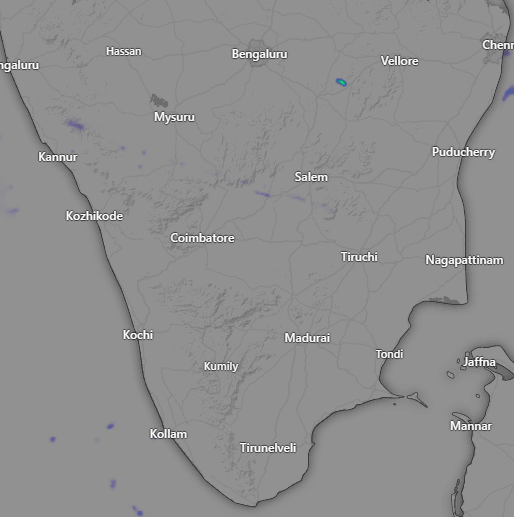 Chenn
Hassan
Bengaluru
ngaluru
Vellore
Mysuru
Puducherry
Kannur
Salem
Kozhikode
Coimbatore
Tiruchi
Nagapattinam
Kochi
Madurai
Tondi
Jaffna
Kumily
Mannar
Kollam
Tirunelveli